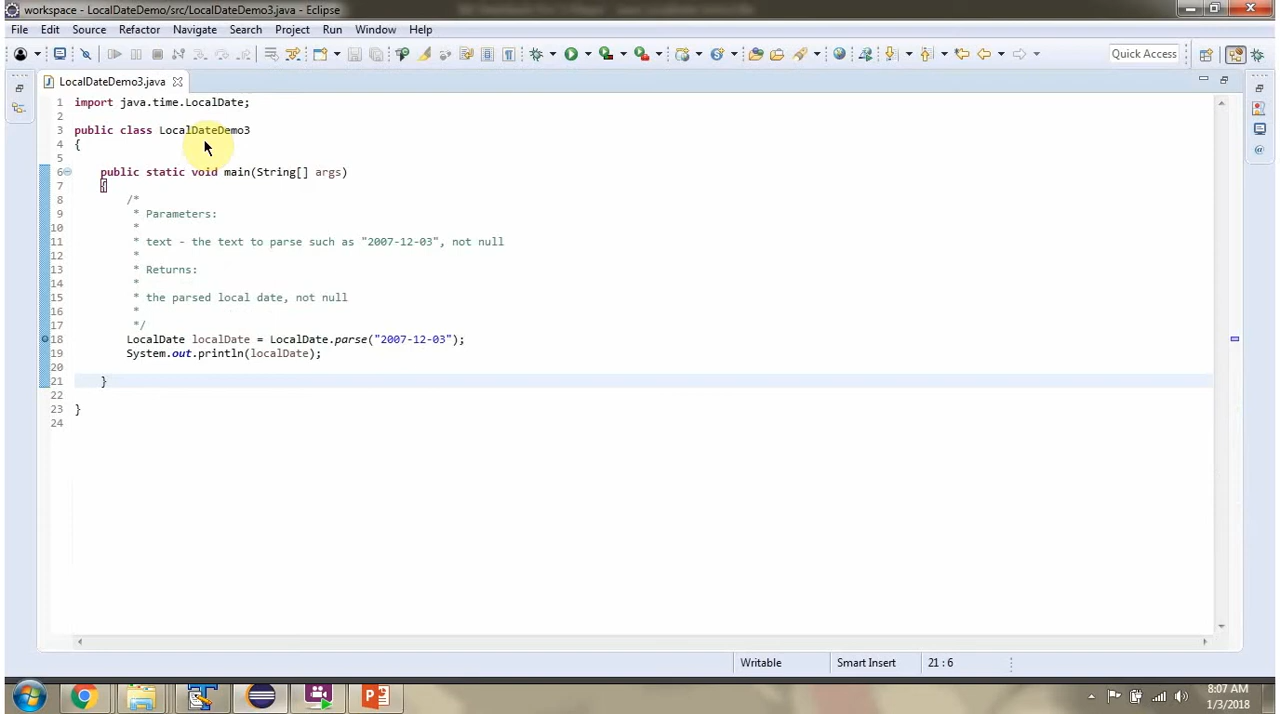 workspace - LocalDateDemo/src/LocalDateDemo3.java - Eclipse
File Edit Source Refactor Navigate Search Project Run Window Help
Quick Access
LocalDateDemo3.java
1 import java.time.LocalDate;
2
3 public class LocalDateDemo3
4 {
5
6 public static void main(String[] args)
7 {
8 /*
9 * Parameters:
10 *
11 * text - the text to parse such as "2007-12-03", not null
12 *
13 * Returns:
14 *
15 * the parsed local date, not null
16 *
17 */
18 LocalDate localDate = LocalDate.parse("2007-12-03");
19 System.out.println(localDate);
20
21 }
22
23 }
24
Writable Smart Insert 21 : 6
8:07 AM
1/3/2018